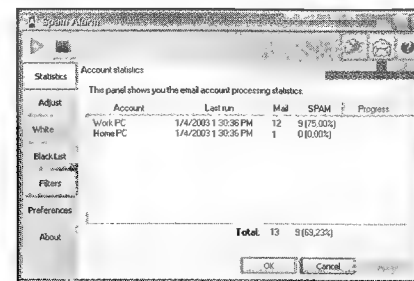 Spam Alarm
Statistics
Account statistics
This panel shows you the email account processing statistics.
Adjust
Account Last run Mail SPAM Progress
Work PC 1/4/2003 1 30:36 PM 12 9 (75,00%)
White
Home PC 1/4/2003 1 30:36 PM 1 0 (0,00%)
BlackList
Filters
Preferences
About
Total. 13 9(69,23%)
OK Cancel